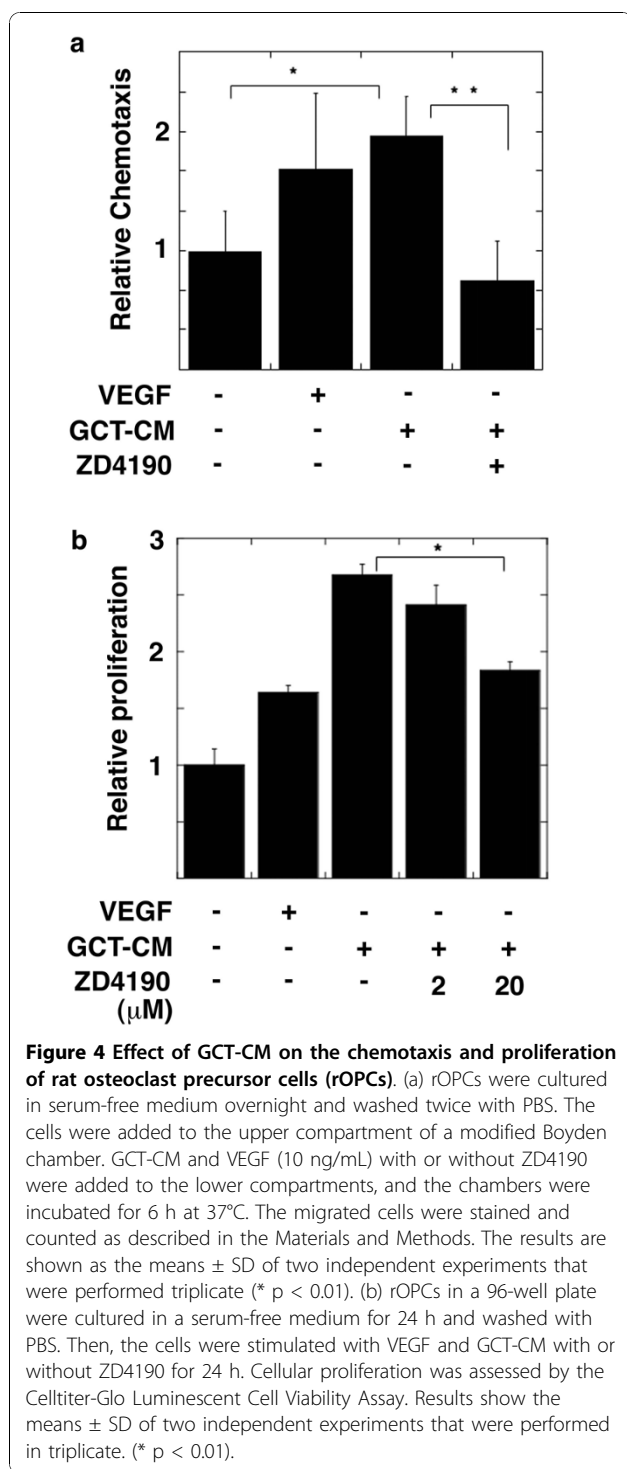 a
*
* *
2
1
Relative Chemotaxis
VEGF - + - -
GCT-CM - - + +
ZD4190 - - - +
b
3
*
2
1
Relative proliferation
VEGF - + - - -
GCT-CM - - + + +
ZD4190 - - - 2 20
(μM)
Figure 4 Effect of GCT-CM on the chemotaxis and proliferation
of rat osteoclast precursor cells (rOPCs). (a) rOPCs were cultured
in serum-free medium overnight and washed twice with PBS. The
cells were added to the upper compartment of a modified Boyden
chamber. GCT-CM and VEGF (10 ng/mL) with or without ZD4190
were added to the lower compartments, and the chambers were
incubated for 6 h at 37°C. The migrated cells were stained and
counted as described in the Materials and Methods. The results are
shown as the means ± SD of two independent experiments that
were performed triplicate (* p < 0.01). (b) rOPCs in a 96-well plate
were cultured in a serum-free medium for 24 h and washed with
PBS. Then, the cells were stimulated with VEGF and GCT-CM with or
without ZD4190 for 24 h. Cellular proliferation was assessed by the
Celltiter-Glo Luminescent Cell Viability Assay. Results show the
means ± SD of two independent experiments that were performed
in triplicate. (* p < 0.01).